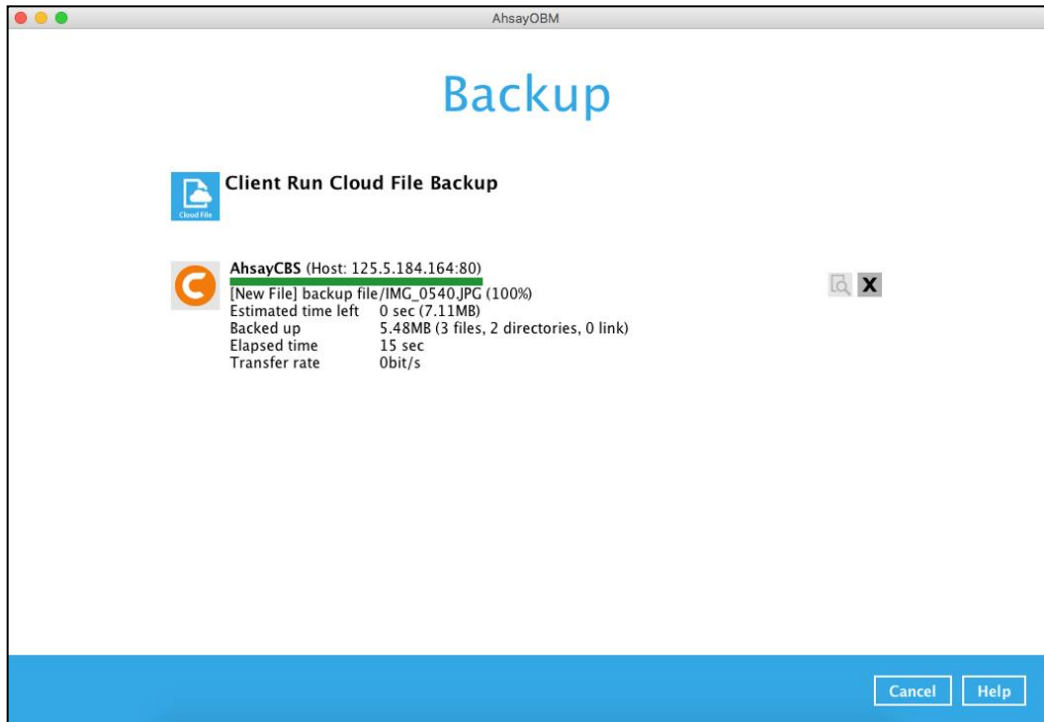 AhsayOBM
Backup
Client Run Cloud File Backup
Cloud File
AhsayCBS (Host: 125.5.184.164:80)
[New File] backup file/IMG_0540.JPG (100%)
Estimated time left 0 sec (7.11MB)
Backed up 5.48MB (3 files, 2 directories, 0 link)
Elapsed time 15 sec
Transfer rate 0bit/s
X
Cancel Help